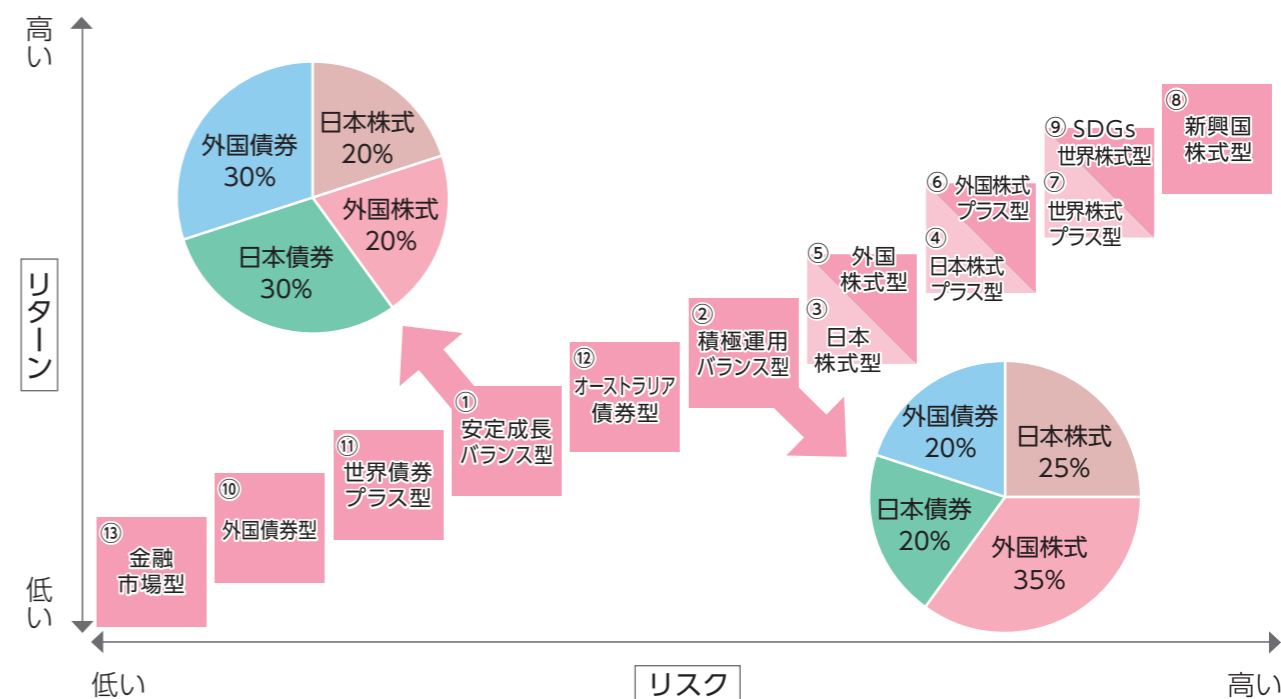 高い
リターン
低い
低い
リスク
高い
外国債券
30%
日本株式
20%
外国株式
20%
日本債券
30%
⑬
金融
市場型
⑩
外国債券型
⑪
世界債券
プラス型
①
安定成長
バランス型
⑫
オーストラリア
債券型
②
積極運用
バランス型
⑤ 外国
株式型
③ 日本
株式型
⑥ 外国株式
プラス型
④
日本株式
プラス型
⑨ SDGs
世界株式型
⑦
世界株式
プラス型
⑧
新興国
株式型
外国債券
20%
日本株式
25%
日本債券
20%
外国株式
35%